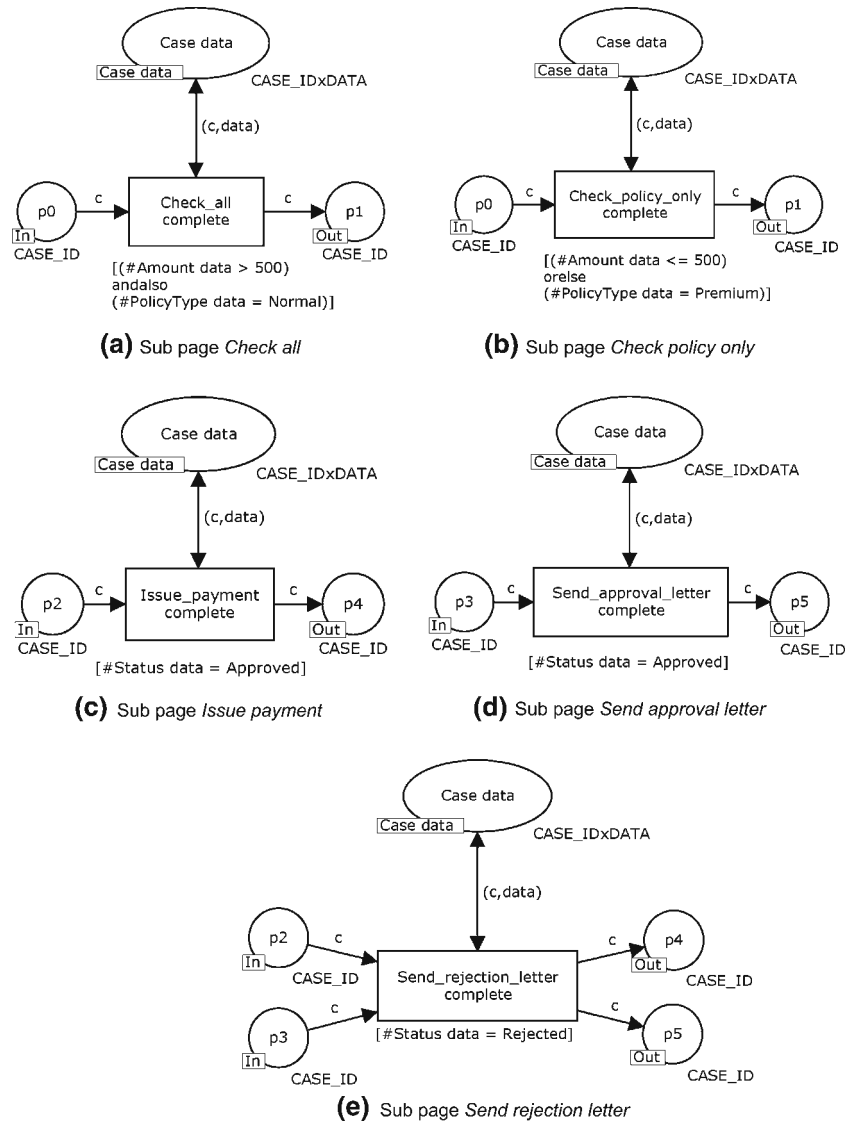 Case data
Case data
CASE_IDxDATA
(c,data)
p0
c
Check_all
complete
c
p1
In
Out
CASE_ID
CASE_ID
[(#Amount data > 500)
andalso
(#PolicyType data = Normal)]
(a) Sub page Check all
Case data
Case data
CASE_IDxDATA
(c,data)
p0
c
Check_policy_only
complete
c
p1
In
Out
CASE_ID
CASE_ID
[(#Amount data <= 500)
orelse
(#PolicyType data = Premium)]
(b) Sub page Check policy only
Case data
Case data
CASE_IDxDATA
(c,data)
p2
c
Issue_payment
complete
c
p4
In
Out
CASE_ID
CASE_ID
[#Status data = Approved]
(c) Sub page Issue payment
Case data
Case data
CASE_IDxDATA
(c,data)
p3
c
Send_approval_letter
complete
c
p5
In
Out
CASE_ID
CASE_ID
[#Status data = Approved]
(d) Sub page Send approval letter
Case data
Case data
CASE_IDxDATA
(c,data)
p2
c
In
CASE_ID
p3
c
In
CASE_ID
Send_rejection_letter
complete
[#Status data = Rejected]
c
p4
Out
CASE_ID
c
p5
Out
CASE_ID
(e) Sub page Send rejection letter